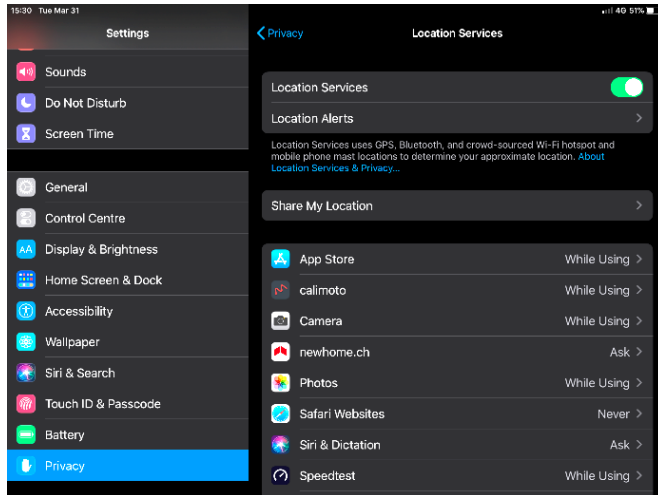 15:30 Tue Mar 31
4G 51%
Settings
Sounds
Do Not Disturb
Screen Time
General
Control Centre
Display & Brightness
Home Screen & Dock
Accessibility
Wallpaper
Siri & Search
Touch ID & Passcode
Battery
Privacy
Privacy
Location Services
Location Services
Location Alerts
Location Services uses GPS, Bluetooth, and crowd-sourced Wi-Fi hotspot and
mobile phone mast locations to determine your approximate location. About
Location Services & Privacy...
Share My Location
App Store While Using
calimoto While Using
Camera While Using
newhome.ch Ask
Photos While Using
Safari Websites Never
Siri & Dictation Ask
Speedtest While Using